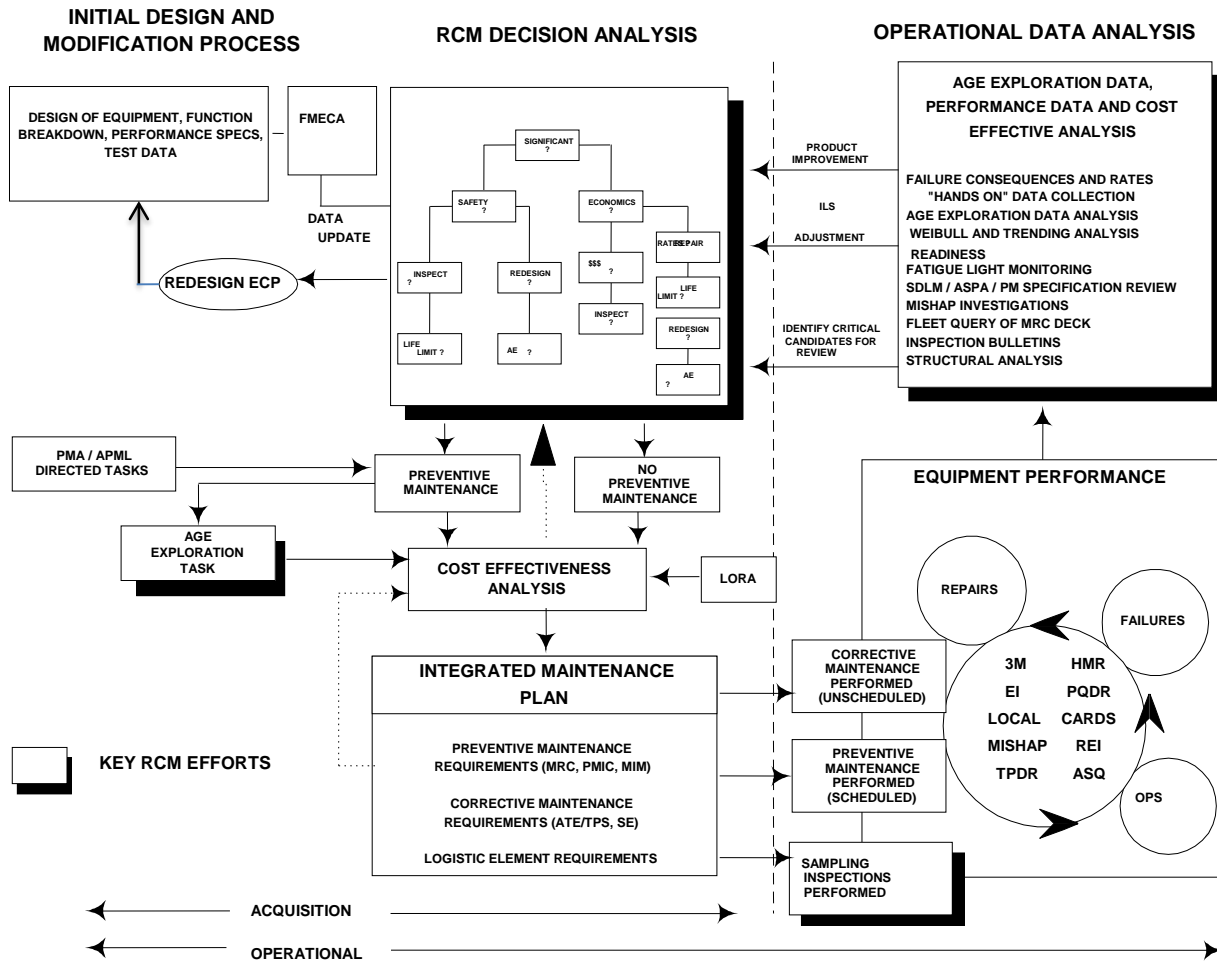 INITIAL DESIGN AND
MODIFICATION PROCESS
RCM DECISION ANALYSIS
OPERATIONAL DATA ANALYSIS
DESIGN OF EQUIPMENT, FUNCTION
BREAKDOWN, PERFORMANCE SPECS,
TEST DATA
FMECA
DATA
UPDATE
REDESIGN ECP
SIGNIFICANT
?
SAFETY
?
ECONOMICS
?
INSPECT
?
REDESIGN
?
LIFE
LIMIT ?
AE ?
$$$
?
INSPECT
?
RATES ? REPAIR
LIFE
LIMIT ?
REDESIGN
?
AE
?
PRODUCT
IMPROVEMENT
ILS
ADJUSTMENT
IDENTIFY CRITICAL
CANDIDATES FOR
REVIEW
AGE EXPLORATION DATA,
PERFORMANCE DATA AND COST
EFFECTIVE ANALYSIS
FAILURE CONSEQUENCES AND RATES
"HANDS ON" DATA COLLECTION
AGE EXPLORATION DATA ANALYSIS
WEIBULL AND TRENDING ANALYSIS
READINESS
FATIGUE LIGHT MONITORING
SDLM / ASPA / PM SPECIFICATION REVIEW
MISHAP INVESTIGATIONS
FLEET QUERY OF MRC DECK
INSPECTION BULLETINS
STRUCTURAL ANALYSIS
PMA / APML
DIRECTED TASKS
PREVENTIVE
MAINTENANCE
NO
PREVENTIVE
MAINTENANCE
AGE
EXPLORATION
TASK
COST EFFECTIVENESS
ANALYSIS
LORA
INTEGRATED MAINTENANCE
PLAN
PREVENTIVE MAINTENANCE
REQUIREMENTS (MRC, PMIC, MIM)
CORRECTIVE MAINTENANCE
REQUIREMENTS (ATE/TPS, SE)
LOGISTIC ELEMENT REQUIREMENTS
EQUIPMENT PERFORMANCE
CORRECTIVE
MAINTENANCE
PERFORMED
(UNSCHEDULED)
PREVENTIVE
MAINTENANCE
PERFORMED
(SCHEDULED)
SAMPLING
INSPECTIONS
PERFORMED
REPAIRS
FAILURES
OPS
3M HMR
EI PQDR
LOCAL CARDS
MISHAP REI
TPDR ASQ
KEY RCM EFFORTS
ACQUISITION
OPERATIONAL